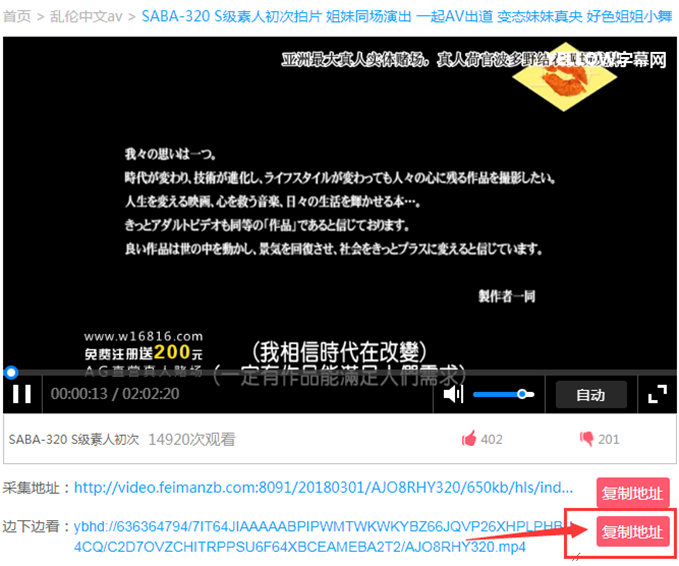 首页 > 乱伦中文av > SABA-320 S级素人初次拍片 姐妹同场演出 一起AV出道 变态妹妹真央 好色姐姐小舞
亚洲最大真人实体赌场。真人荷官波多野结
字幕网
我々の思いは一つ。
時代が変わり、技術が進化し、ライフスタイルが変わっても人々の心に残る作品を撮影したい。
人生を変える映画、心を救う音楽、日々の生活を輝かせる本…。
きっとアダルトビデオも同等の「作品」であると信じております。
良い作品は世の中を動かし、景気を回復させ、社会をきっとプラスに変えると信じています。
製作者一同
www.w16816.com
免费注册送200元
AG直营真人赌场
(我相信時代在改變)
(一定有作品能滿足人們需求)
00:00:13 / 02:02:20
自动
SABA-320 S级素人初次 14920次观看
402
201
采集地址：http://video.feimanzb.com:8091/20180301/AJO8RHY320/650kb/hls/ind...
复制地址
边下边看：ybhd://636364794/7IT64JIAAAAABPIPWMTWKWKYBZ66JQVP26XHPLPHB
4CQ/C2D7OVZCHITRPPSU6F64XBCEAMEBA2T2/AJO8RHY320.mp4
复制地址